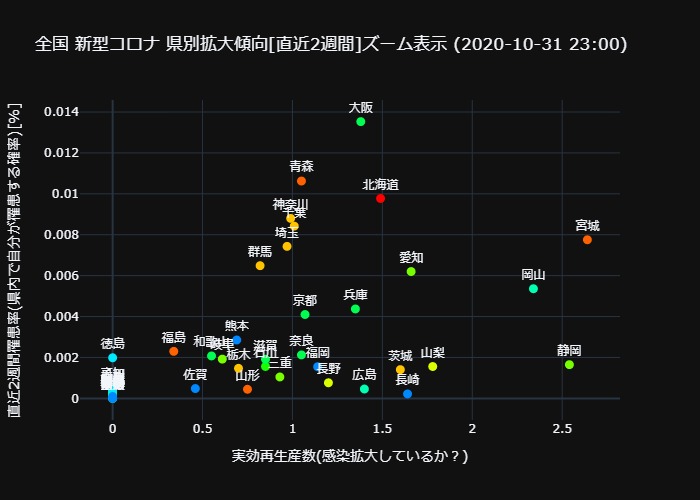 全国 新型コロナ 県別拡大傾向[直近2週間]ズーム表示 (2020-10-31 23:00)
直近2週間罹患率(県内で自分が罹患する確率)[%]
0.014
0.012
0.01
0.008
0.006
0.004
0.002
0
大阪
青森
北海道
神奈川
千葉
埼玉
宮城
群馬
愛知
岡山
兵庫
京都
熊本
徳島
福島
和歌山
岐阜
滋賀
石川
奈良
福岡
栃木
三重
茨城
山梨
静岡
佐賀
山形
長野
広島
長崎
0
0.5
1
1.5
2
2.5
実効再生産数(感染拡大しているか？)